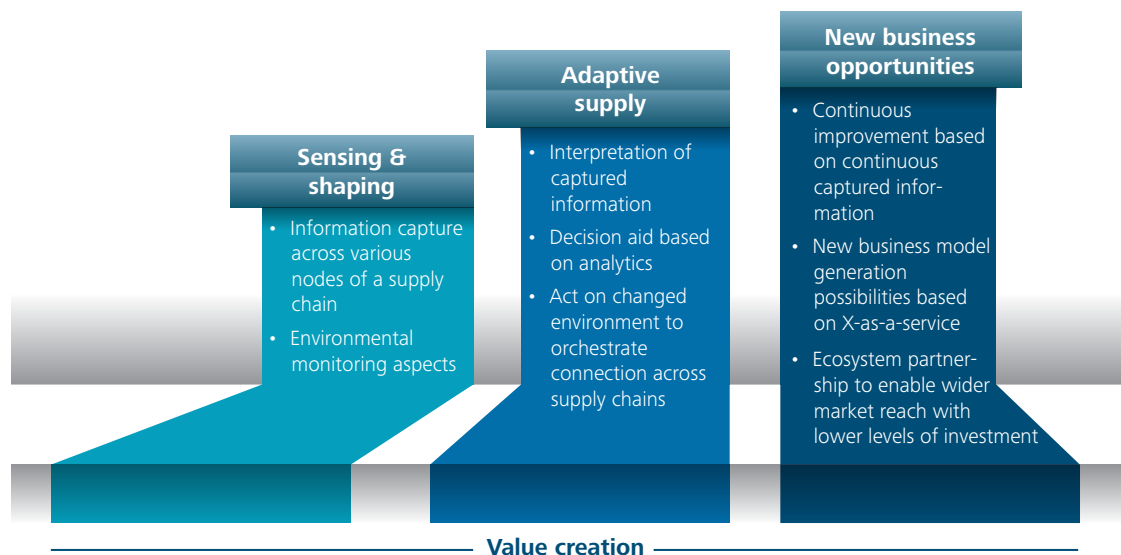 Sensing &
shaping
• Information capture
across various
nodes of a supply
chain
• Environmental
monitoring aspects
Adaptive
supply
• Interpretation of
captured
information
• Decision aid based
on analytics
• Act on changed
environment to
orchestrate
connection across
supply chains
New business
opportunities
• Continuous
improvement based
on continuous
captured infor-
mation
• New business model
generation
possibilities based
on X-as-a-service
• Ecosystem partner-
ship to enable wider
market reach with
lower levels of investment
Value creation